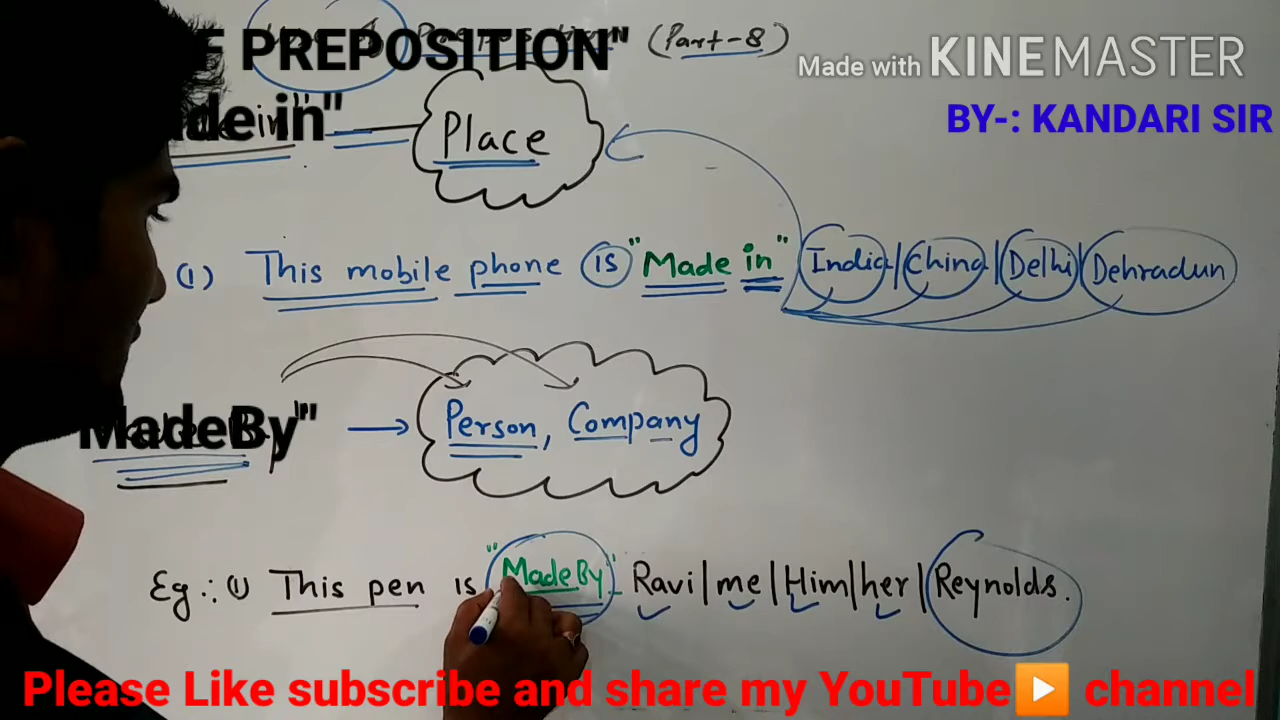 F PREPOSITION" (Part-8)
Made with KINEMASTER
BY-: KANDARI SIR
ade in" Place
(1) This mobile phone is "Made in" India/China/Delhi/Dehradun
MadeBy" → Person, Company
Eg:. (1) This pen is "Made By" Ravi/me/Him/her/Reynolds.
Please Like subscribe and share my YouTube▶️ channel